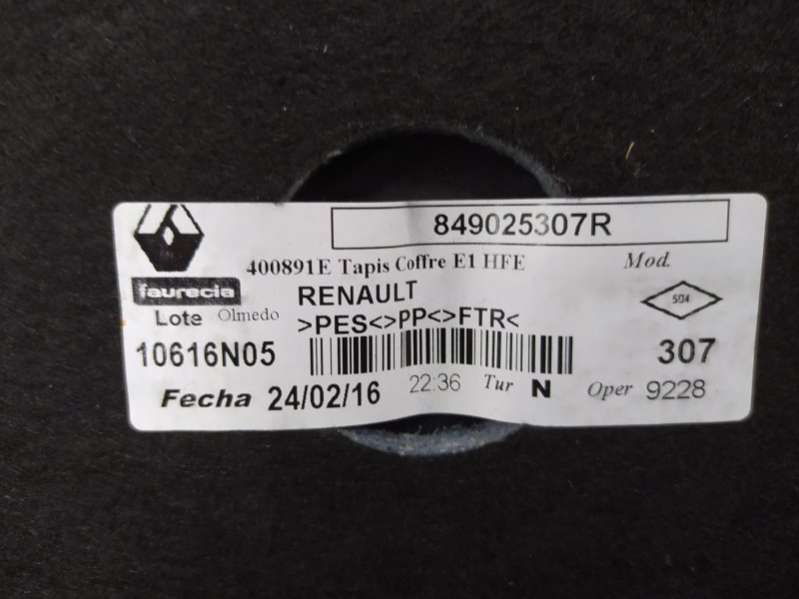 849025307R
400891E Tapis Coffre E1 HFE Mod.
faurecia RENAULT 504
Lote Olmedo >PES<>PP<>FTR<
10616N05 307
Fecha 24/02/16 22:36 Tur N Oper 9228